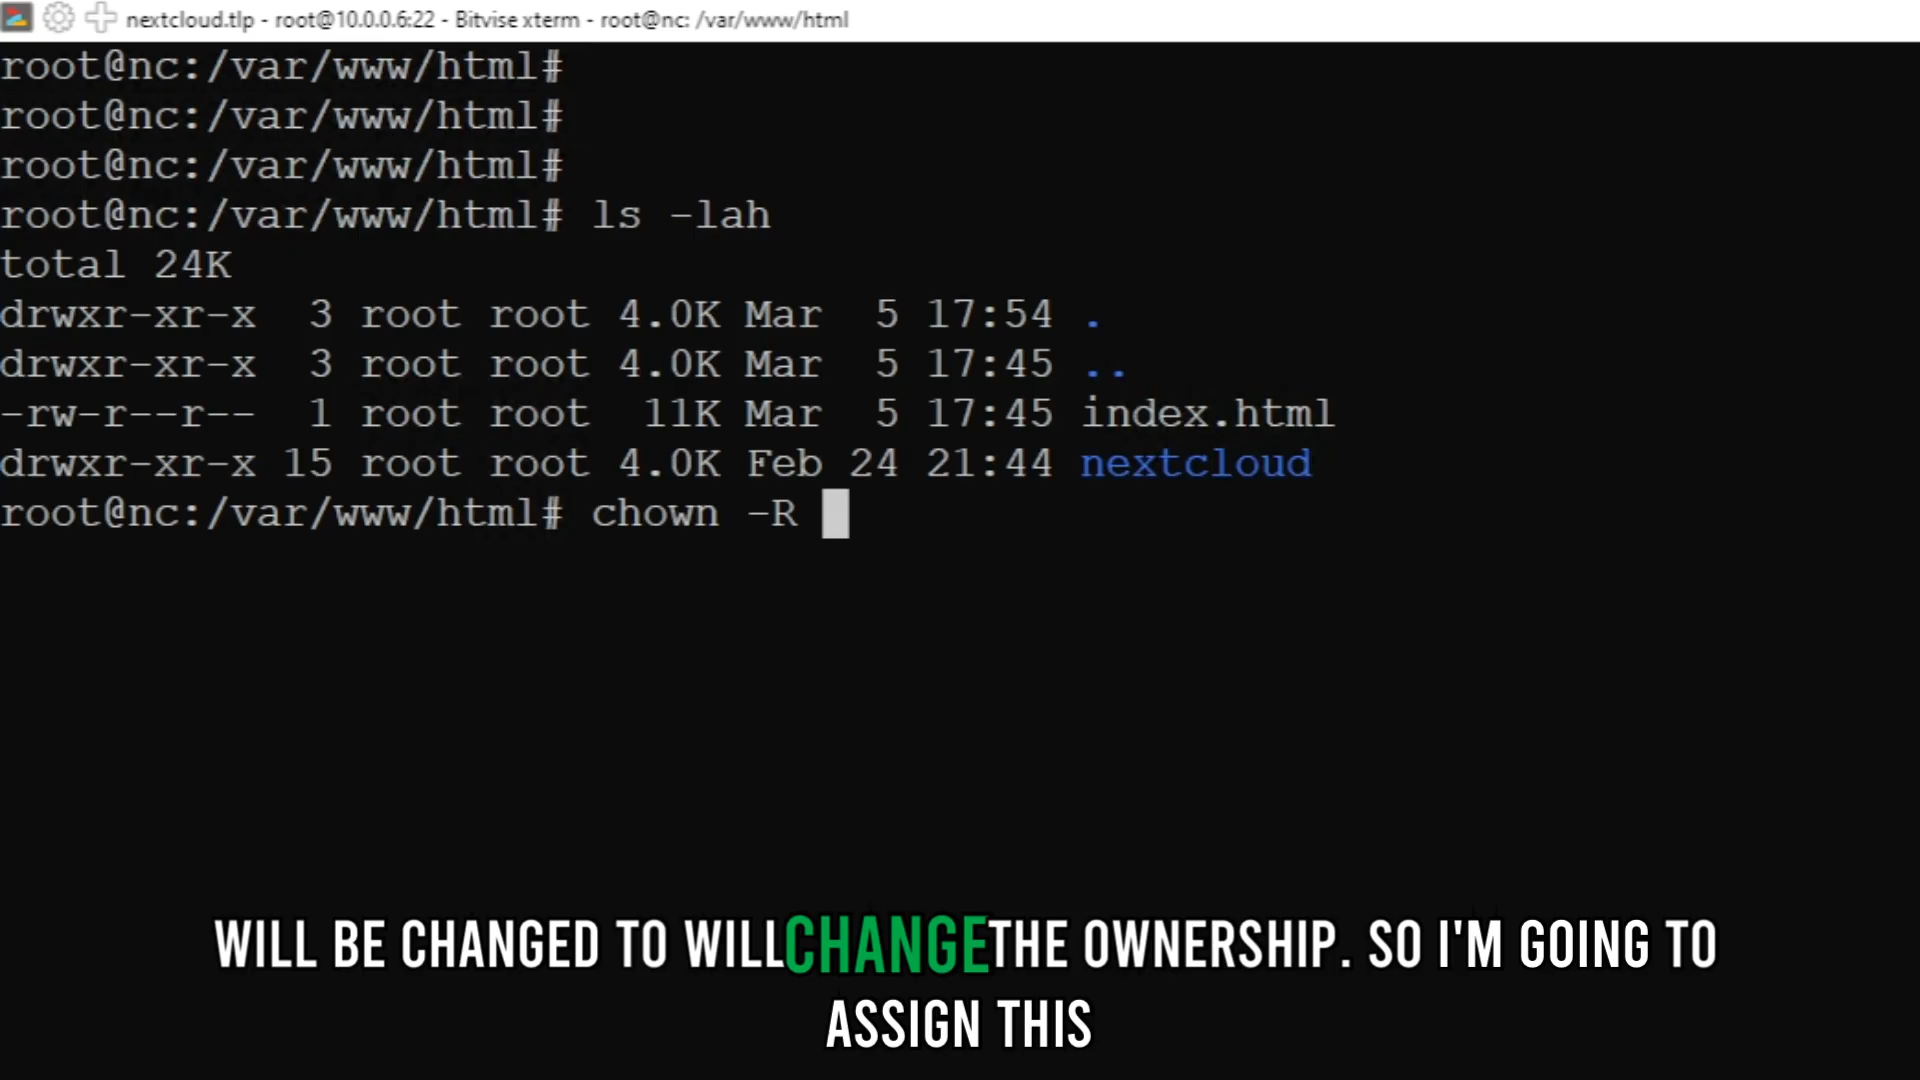 nextcloud.tlp - root@10.0.0.6:22 - Bitvise xterm - root@nc: /var/www/html
root@nc:/var/www/html#
root@nc:/var/www/html#
root@nc:/var/www/html#
root@nc:/var/www/html# ls -lah
total 24K
drwxr-xr-x  3 root root 4.0K Mar  5 17:54 .
drwxr-xr-x  3 root root 4.0K Mar  5 17:45 ..
-rw-r--r--  1 root root  11K Mar  5 17:45 index.html
drwxr-xr-x 15 root root 4.0K Feb 24 21:44 nextcloud
root@nc:/var/www/html# chown -R
WILL BE CHANGED TO WILL CHANGE THE OWNERSHIP. SO I'M GOING TO
ASSIGN THIS